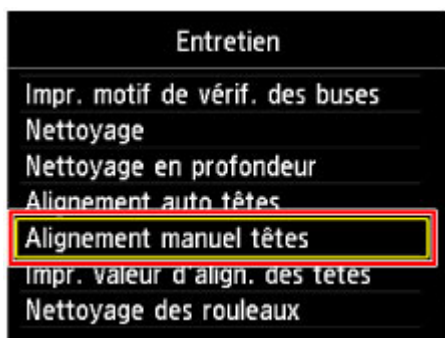 Entretien
Impr. motif de vérif. des buses
Nettoyage
Nettoyage en profondeur
Alignement auto têtes
Alignement manuel têtes
Impr. valeur d'align. des têtes
Nettoyage des rouleaux